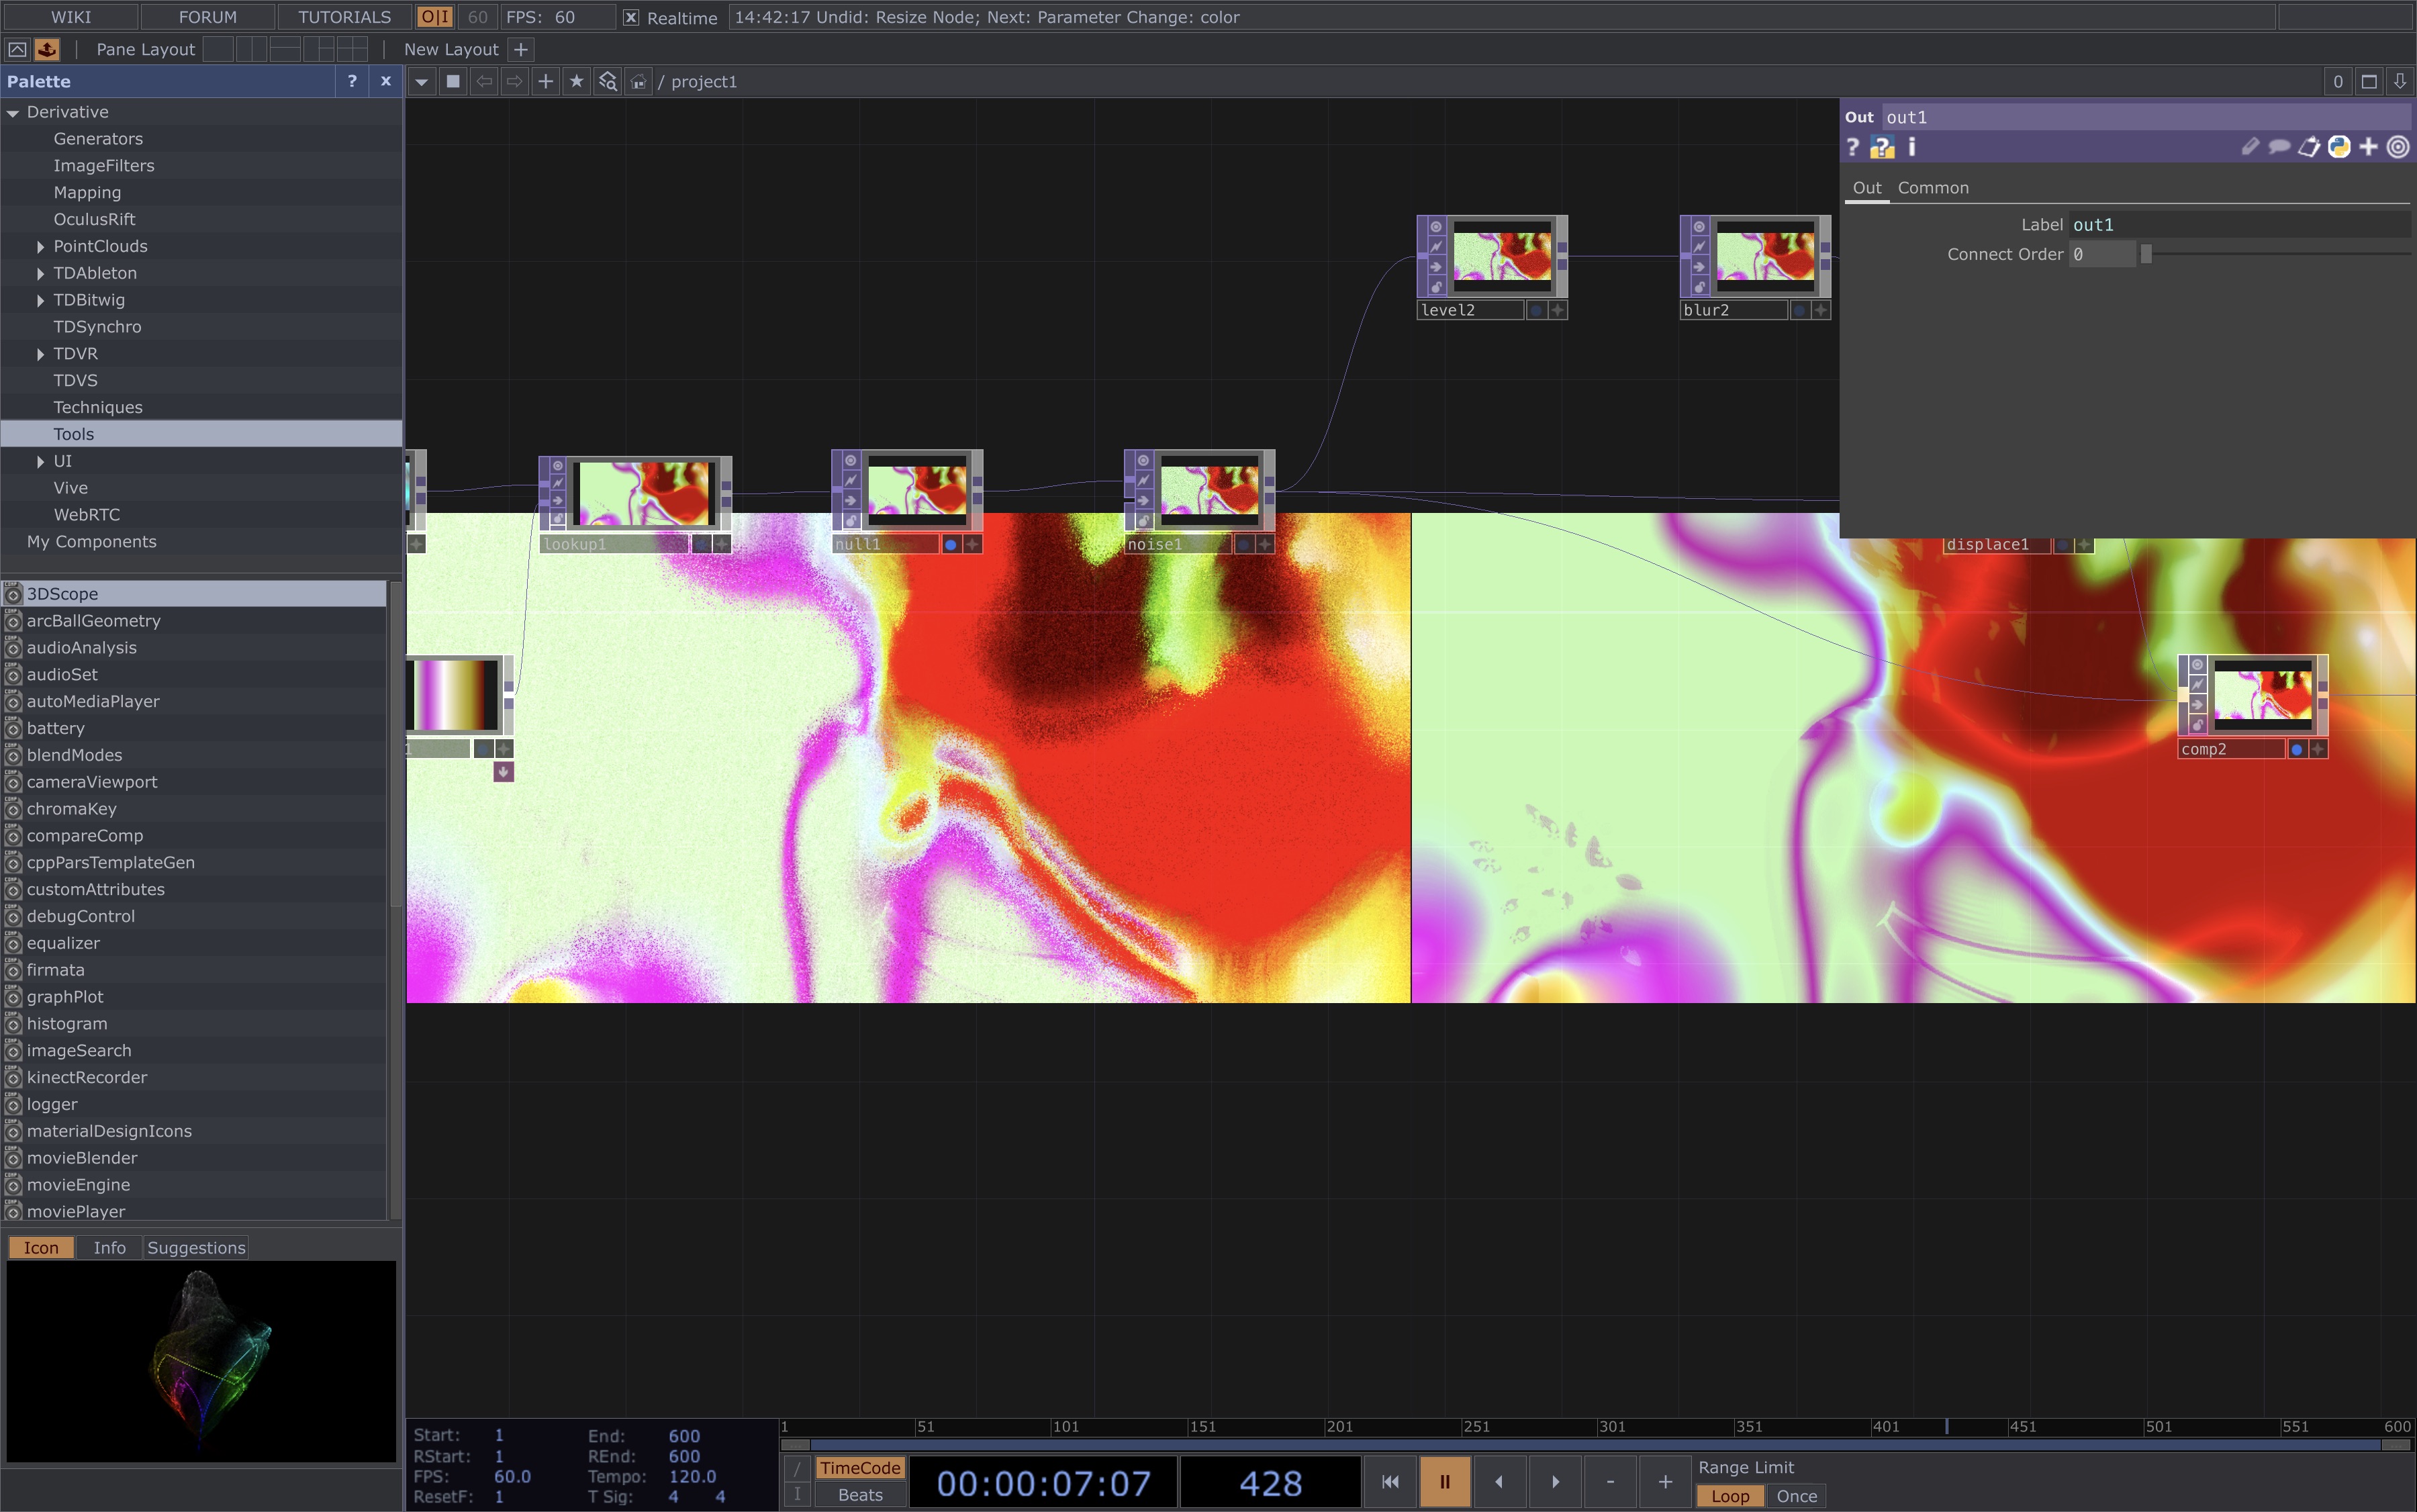 WIKI FORUM TUTORIALS O|I 60 FPS: 60 x Realtime 14:42:17 Undid: Resize Node; Next: Parameter Change: color
Pane Layout New Layout +
Palette ? x
/ project1 0
Derivative
Generators
ImageFilters
Mapping
OculusRift
PointClouds
TDAbleton
TDBitwig
TDSynchro
TDVR
TDVS
Techniques
Tools
UI
Vive
WebRTC
My Components
3DScope
arcBallGeometry
audioAnalysis
audioSet
autoMediaPlayer
battery
blendModes
cameraViewport
chromaKey
compareComp
cppParsTemplateGen
customAttributes
debugControl
equalizer
firmata
graphPlot
histogram
imageSearch
kinectRecorder
logger
materialDesignIcons
movieBlender
movieEngine
moviePlayer
Icon Info Suggestions
level2
blur2
lookup1
null1
noise1
displace1
1
comp2
Out out1
? ? i
Out Common
Label out1
Connect Order 0
Start: 1 End: 600
RStart: 1 REnd: 600
FPS: 60.0 Tempo: 120.0
ResetF: 1 T Sig: 4 4
1 51 101 151 201 251 301 351 401 451 501 551 600
/ TimeCode
I Beats
00:00:07:07 428
- +
Range Limit
Loop Once